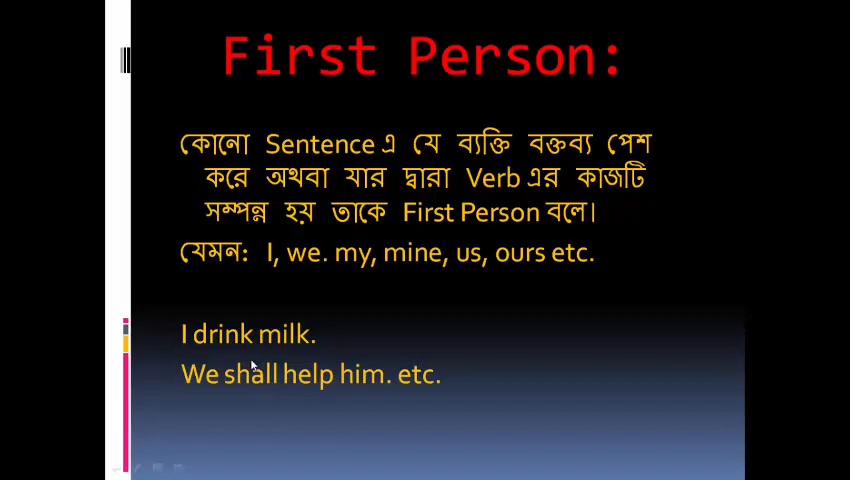 First Person:
কোনো Sentence এ যে ব্যক্তি বক্তব্য পেশ
করে অথবা যার দ্বারা Verb এর কাজটি
সম্পন্ন হয় তাকে First Person বলে।
যেমন: I, we. my, mine, us, ours etc.
I drink milk.
We shall help him. etc.